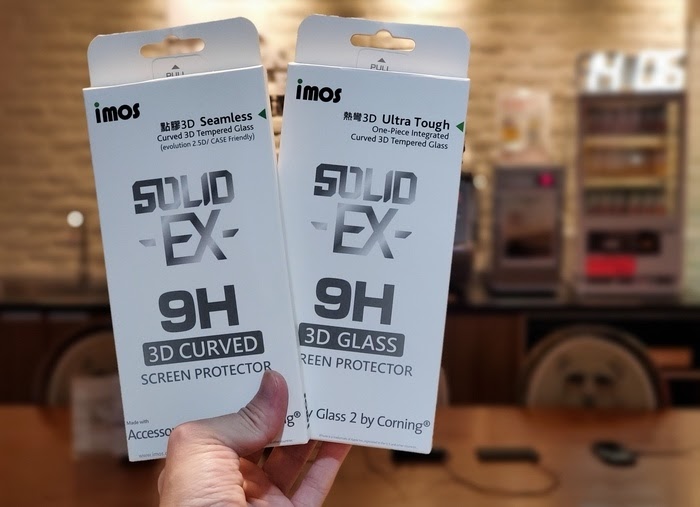 PULL
imos
點膠3D Seamless
Curved 3D Tempered Glass
(evolution 2.5D/ CASE Friendly)
SOLID
-EX-
9H
3D CURVED
SCREEN PROTECTOR
Made with
Accessor
g®
PULL
imos
熱彎3D Ultra Tough
One-Piece Integrated
Curved 3D Tempered Glass
SOLID
-EX-
9H
3D GLASS
REEN PROTECTOR
y Glass 2 by Corning®